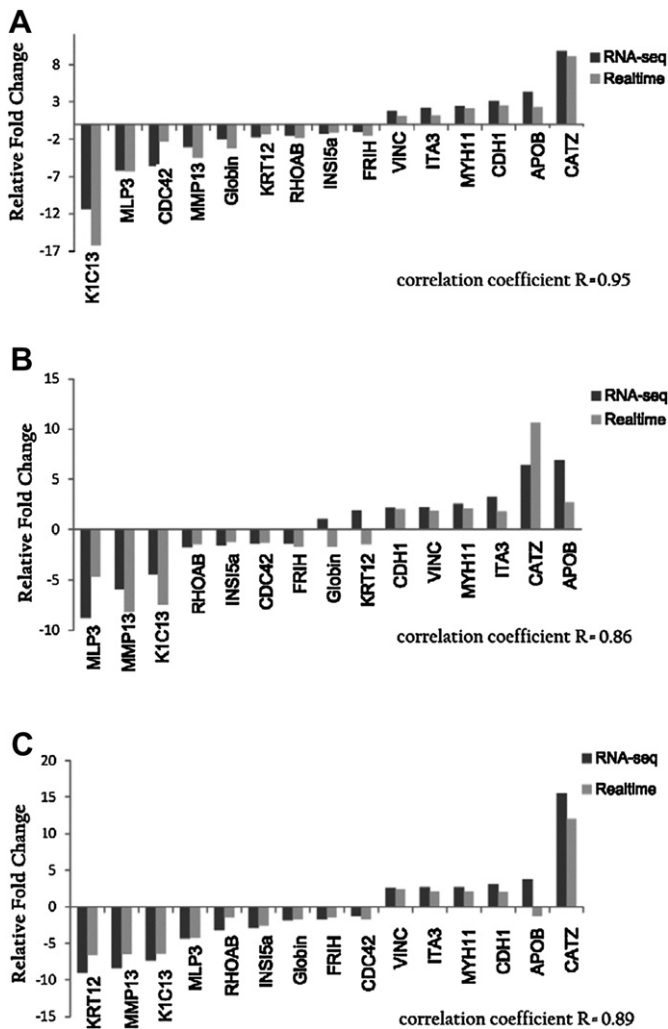 A
Relative Fold Change
8
3
-2
-7
-12
-17
RNA-seq
Realtime
K1C13
MLP3
CDC42
MMP13
Globin
KRT12
RHOAB
INSI5a
FRIH
VINC
ITA3
MYH11
CDH1
APOB
CATZ
correlation coefficient R=0.95
B
Relative Fold Change
15
10
5
0
-5
-10
RNA-seq
Realtime
MLP3
MMP13
K1C13
RHOAB
INSI5a
CDC42
FRIH
Globin
KRT12
CDH1
VINC
MYH11
ITA3
CATZ
APOB
correlation coefficient R=0.86
C
Relative Fold Change
20
15
10
5
0
-5
-10
-15
RNA-seq
Realtime
KRT12
MMP13
K1C13
MLP3
RHOAB
INSI5a
Globin
FRIH
CDC42
VINC
ITA3
MYH11
CDH1
APOB
CATZ
correlation coefficient R=0.89